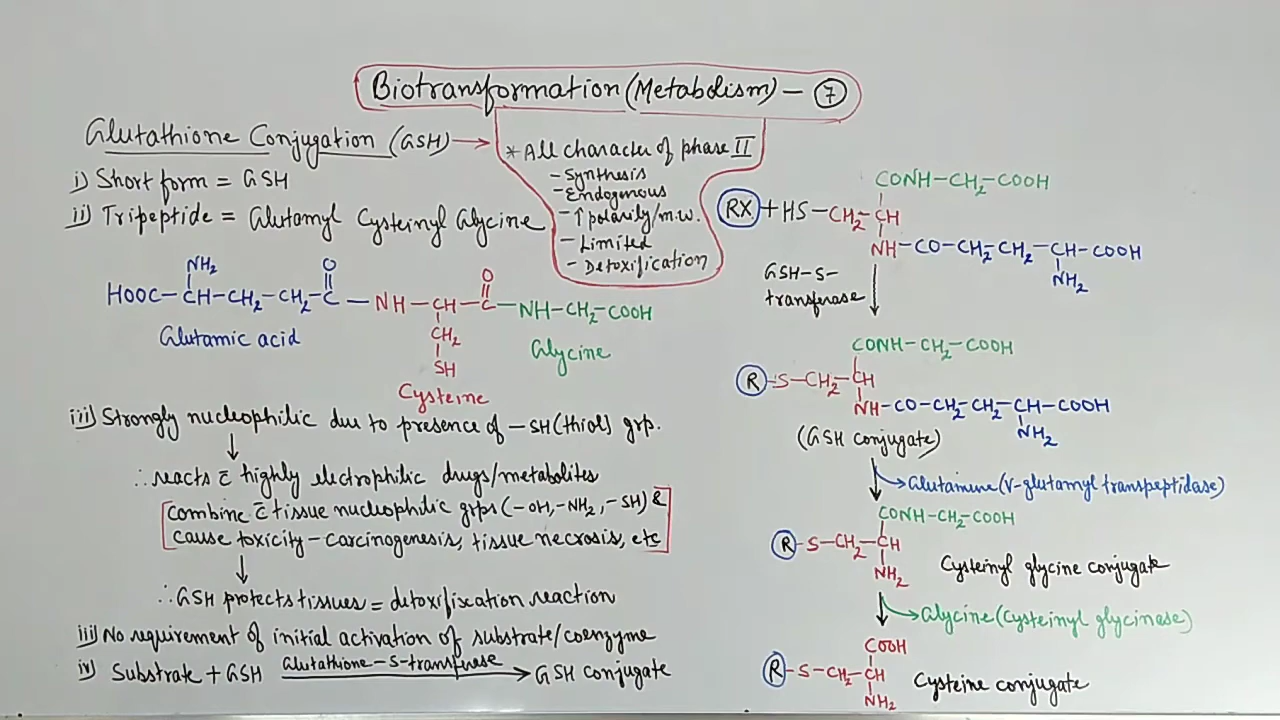 Biotransformation (Metabolism) – 7
Glutathione Conjugation (GSH) →
* All character of phase II
- Synthesis
- Endogenous
- ↑ polarity/m.w.
- Limited
- Detoxification
i) Short form = GSH
ii) Tripeptide = Glutamyl Cysteinyl Glycine
NH2 O O
HOOC–CH–CH2–CH2–C–NH–CH–C–NH–CH2–COOH
CH2
SH
Glutamic acid
Cysteine
Glycine
iii) Strongly nucleophilic due to presence of –SH (thiol) grp.
↓
∴ reacts c̄ highly electrophilic drugs/metabolites
combine c̄ tissue nucleophilic grps (–OH, –NH2, –SH) &
cause toxicity – carcinogenesis, tissue necrosis, etc
↓
∴ GSH protects tissues = detoxifixation reaction
iii) No requirement of initial activation of substrate/coenzyme
iv) Substrate + GSH Glutathione–S–transferase → GSH conjugate
CONH–CH2–COOH
RX + HS–CH2–CH
NH–CO–CH2–CH2–CH–COOH
NH2
GSH–S–
transferase ↓
CONH–CH2–COOH
R–S–CH2–CH
NH–CO–CH2–CH2–CH–COOH
NH2
(GSH conjugate)
↓ → Glutamine (γ-glutamyl transpeptidase)
CONH–CH2–COOH
R–S–CH2–CH
NH2
Cysteinyl glycine conjugate
↓ → Glycine (Cysteinyl glycinase)
COOH
R–S–CH2–CH
NH2
Cysteine conjugate